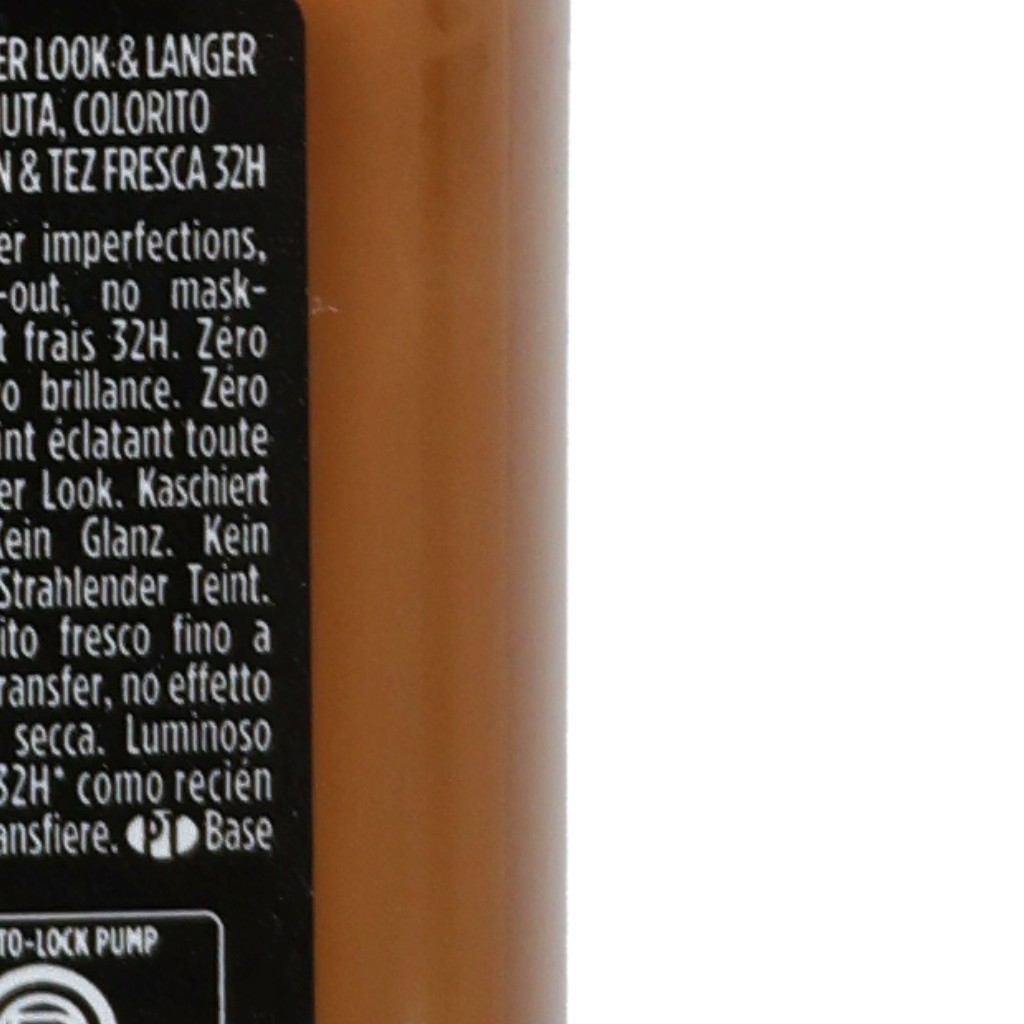 ER LOOK & LANGER
UTA, COLORITO
N & TEZ FRESCA 32H
er imperfections,
-out, no mask-
t frais 32H. Zéro
o brillance. Zéro
int éclatant toute
er Look. Kaschiert
Kein Glanz. Kein
Strahlender Teint.
ito fresco fino a
ransfer, no effetto
secca. Luminoso
32H* como recién
ansfiere. PT Base
TO-LOCK PUMP